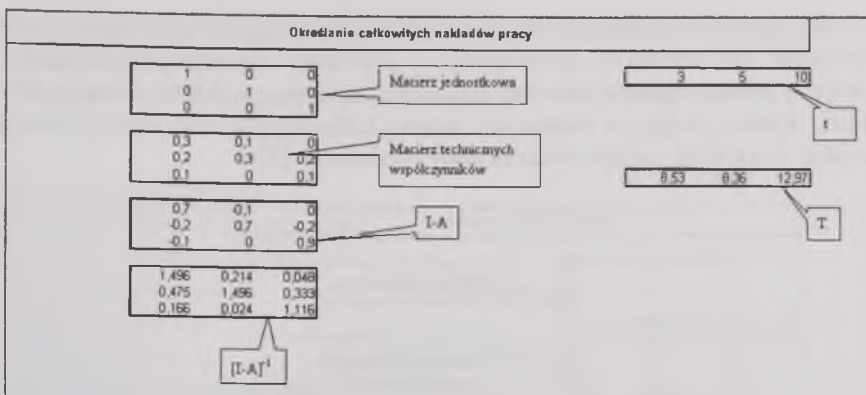 Określanie całkowitych nakładów pracy
1 0 0
0 1 0
0 0 1
Macierz jednostkowa
3 5 10
t
0,3 0,1 0
0,2 0,3 0,2
0,1 0 0,1
Macierz technicznych
współczynników
8,53 8,36 12,97
T
0,7 -0,1 0
-0,2 0,7 -0,2
-0,1 0 0,9
I-A
1,496 0,214 0,048
0,475 1,496 0,333
0,166 0,024 1,116
[I-A]⁻¹